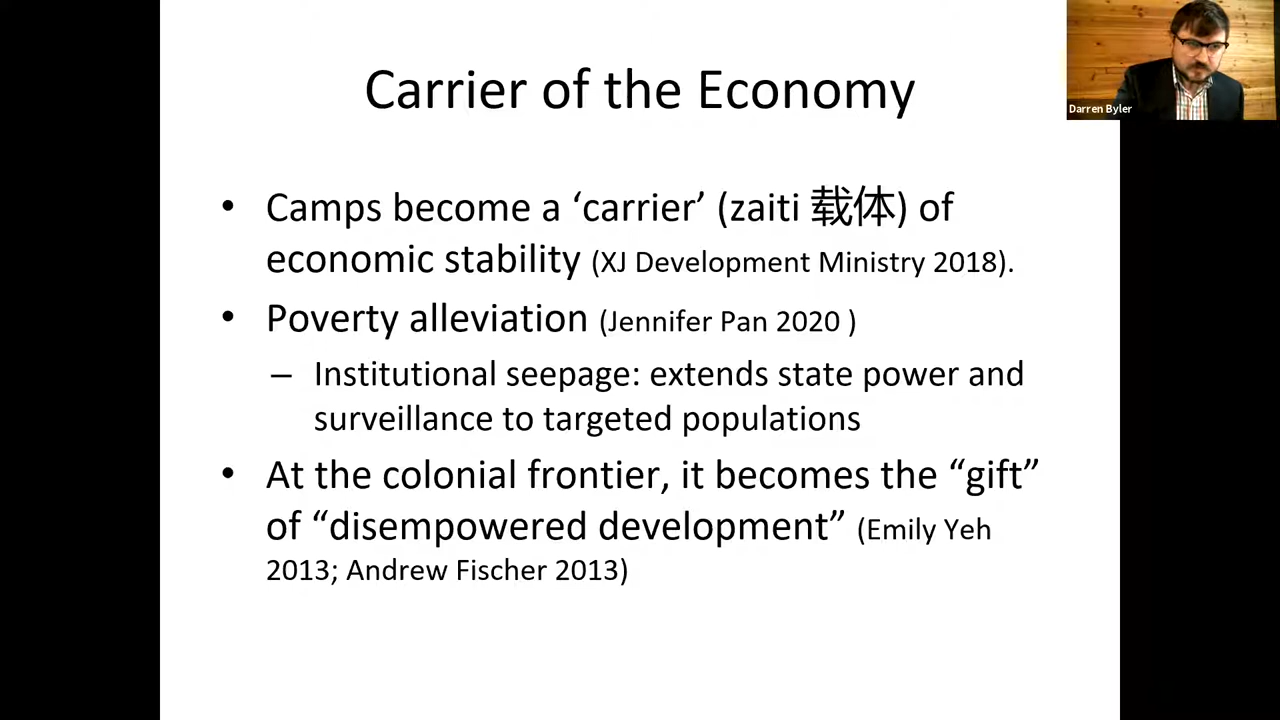 Carrier of the Economy
Darren Byler
• Camps become a ‘carrier’ (zaiti 载体) of
economic stability (XJ Development Ministry 2018).
• Poverty alleviation (Jennifer Pan 2020 )
– Institutional seepage: extends state power and
surveillance to targeted populations
• At the colonial frontier, it becomes the “gift”
of “disempowered development” (Emily Yeh
2013; Andrew Fischer 2013)